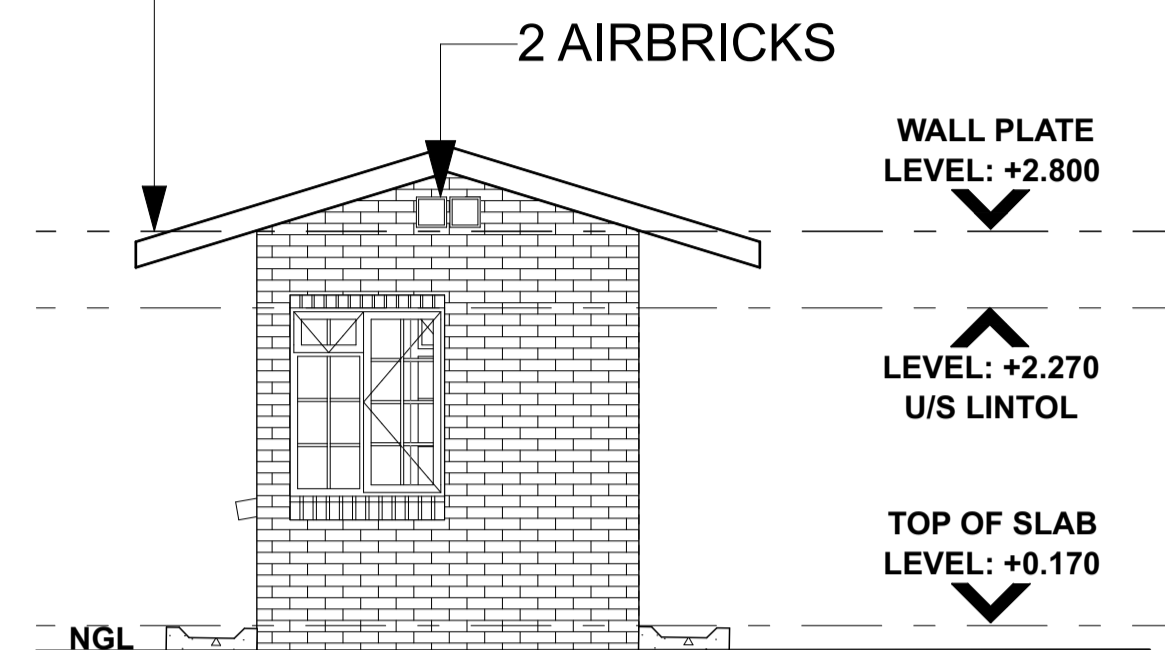 2 AIRBRICKS
WALL PLATE
LEVEL: +2.800
LEVEL: +2.270
U/S LINTOL
TOP OF SLAB
LEVEL: +0.170
NGL